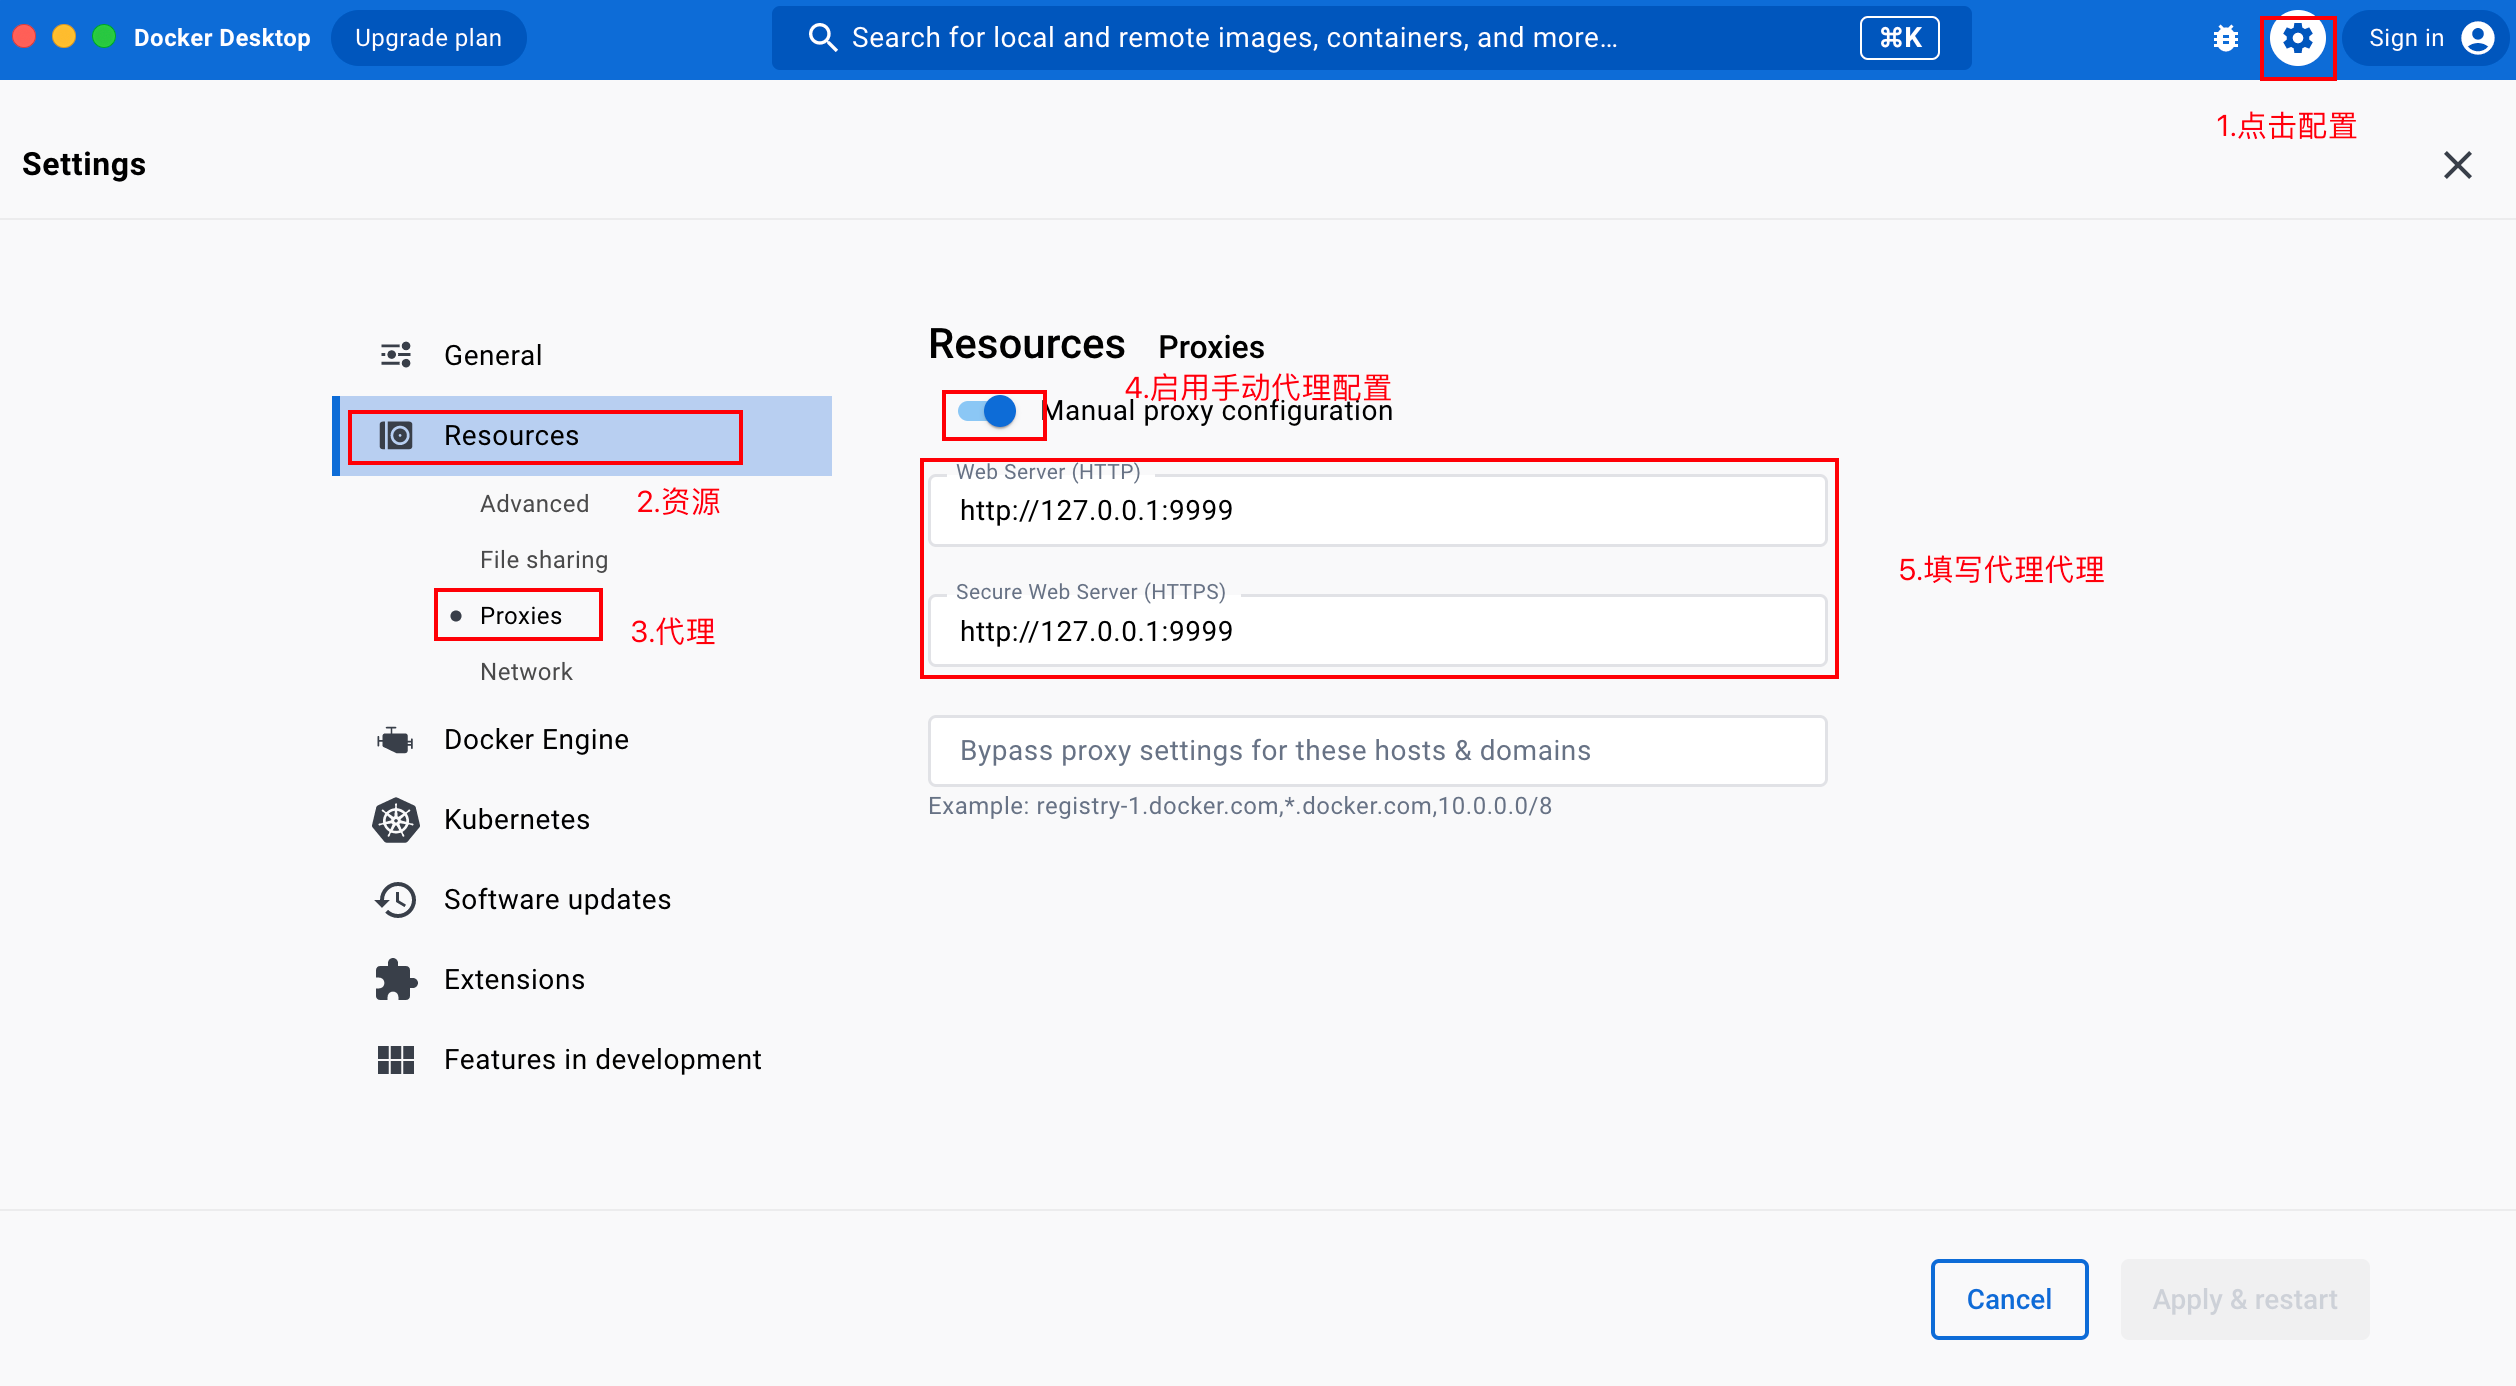 Docker Desktop
Upgrade plan
Search for local and remote images, containers, and more...
⌘K
Sign in
1.点击配置
Settings
General
Resources
Advanced
2.资源
File sharing
Proxies
3.代理
Network
Docker Engine
Kubernetes
Software updates
Extensions
Features in development
Resources Proxies
4.启用手动代理配置
Manual proxy configuration
Web Server (HTTP)
http://127.0.0.1:9999
5.填写代理代理
Secure Web Server (HTTPS)
http://127.0.0.1:9999
Bypass proxy settings for these hosts & domains
Example: registry-1.docker.com,*.docker.com,10.0.0.0/8
Cancel
Apply & restart